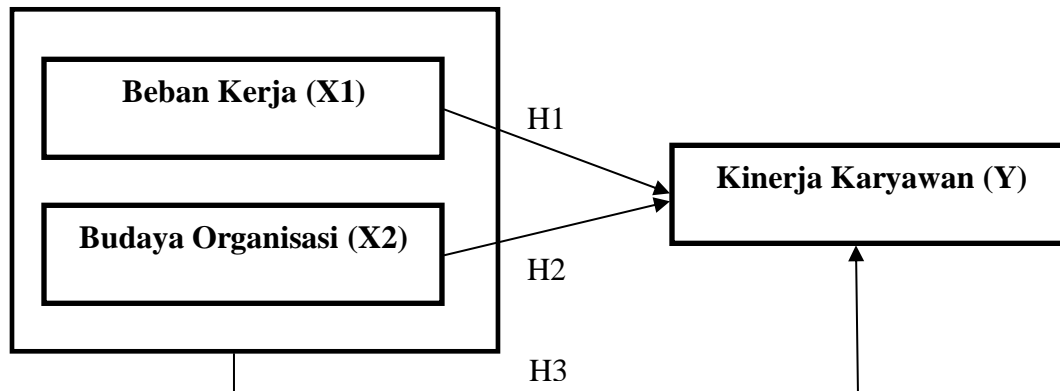 Beban Kerja (X1)
H1
Kinerja Karyawan (Y)
Budaya Organisasi (X2)
H2
H3